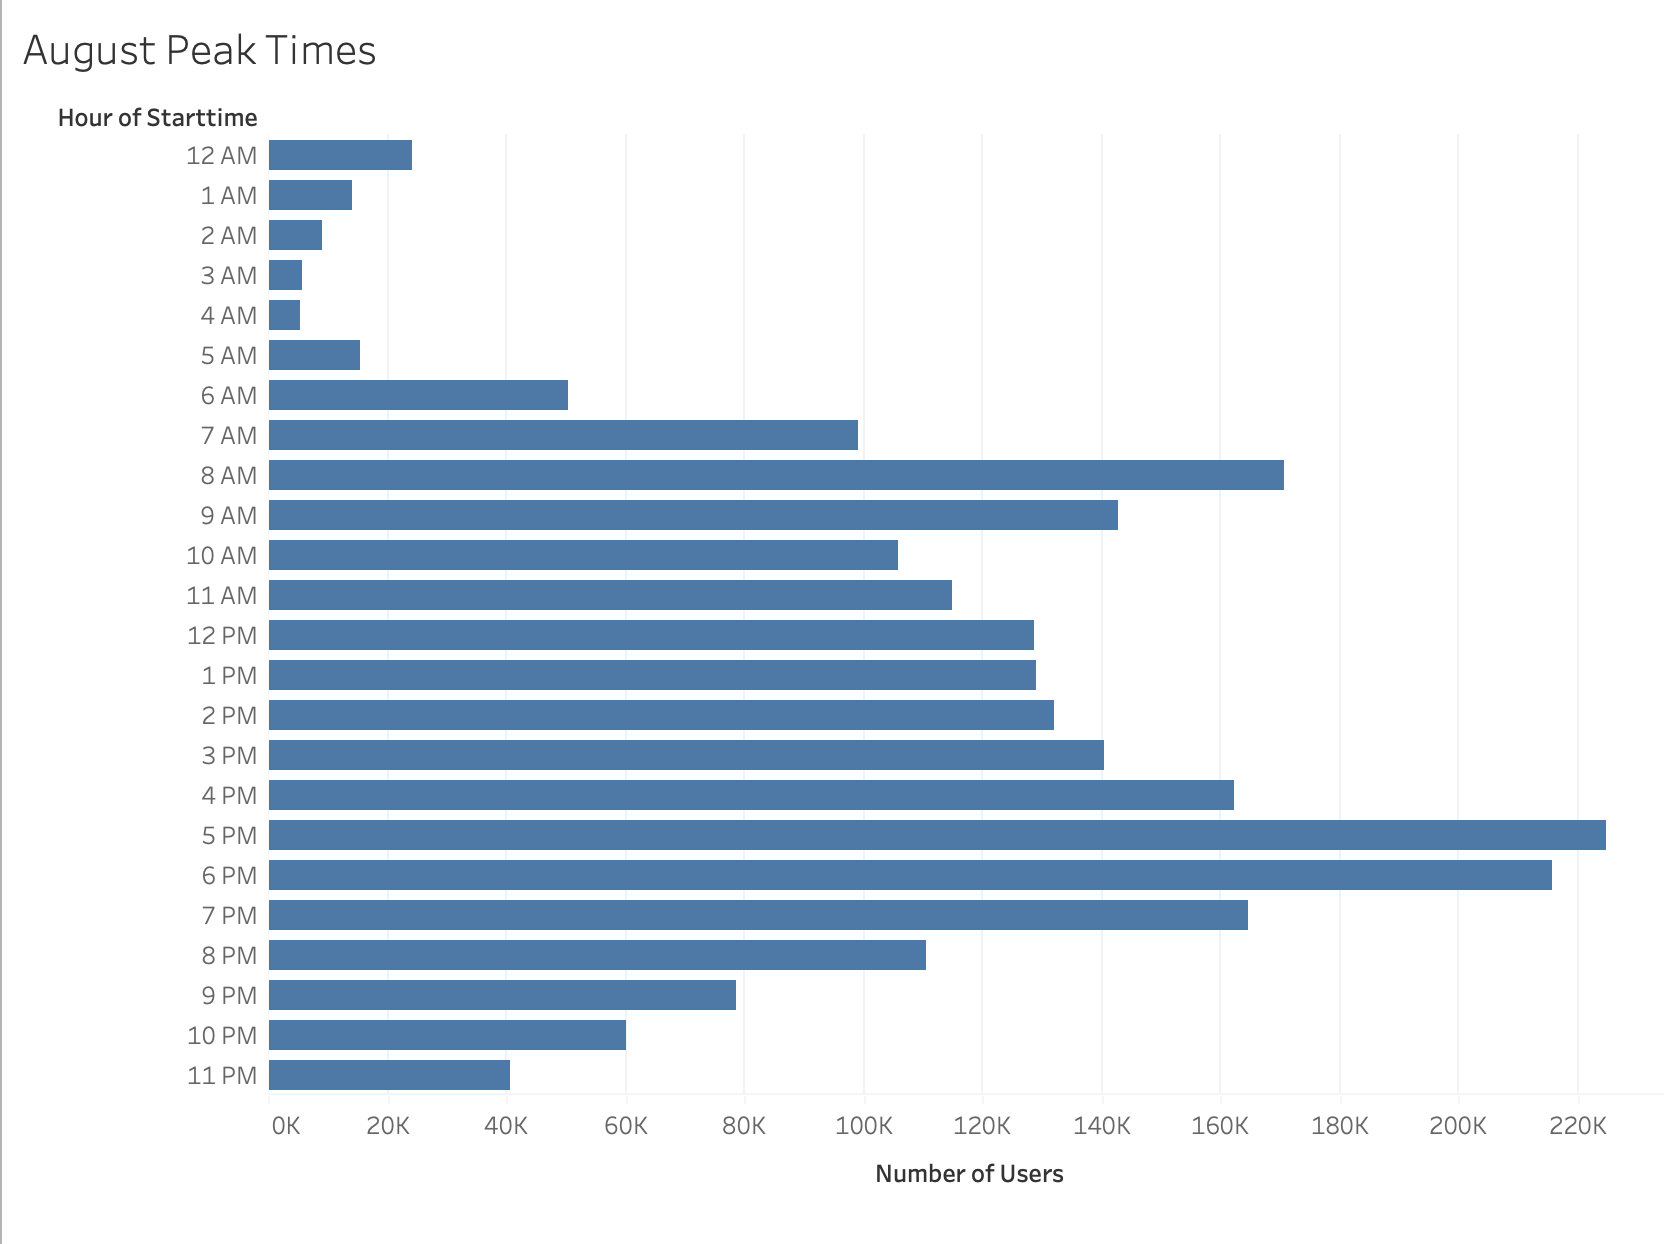 August Peak Times
Hour of Starttime
12 AM
1 AM
2 AM
3 AM
4 AM
5 AM
6 AM
7 AM
8 AM
9 AM
10 AM
11 AM
12 PM
1 PM
2 PM
3 PM
4 PM
5 PM
6 PM
7 PM
8 PM
9 PM
10 PM
11 PM
0K 20K 40K 60K 80K 100K 120K 140K 160K 180K 200K 220K
Number of Users